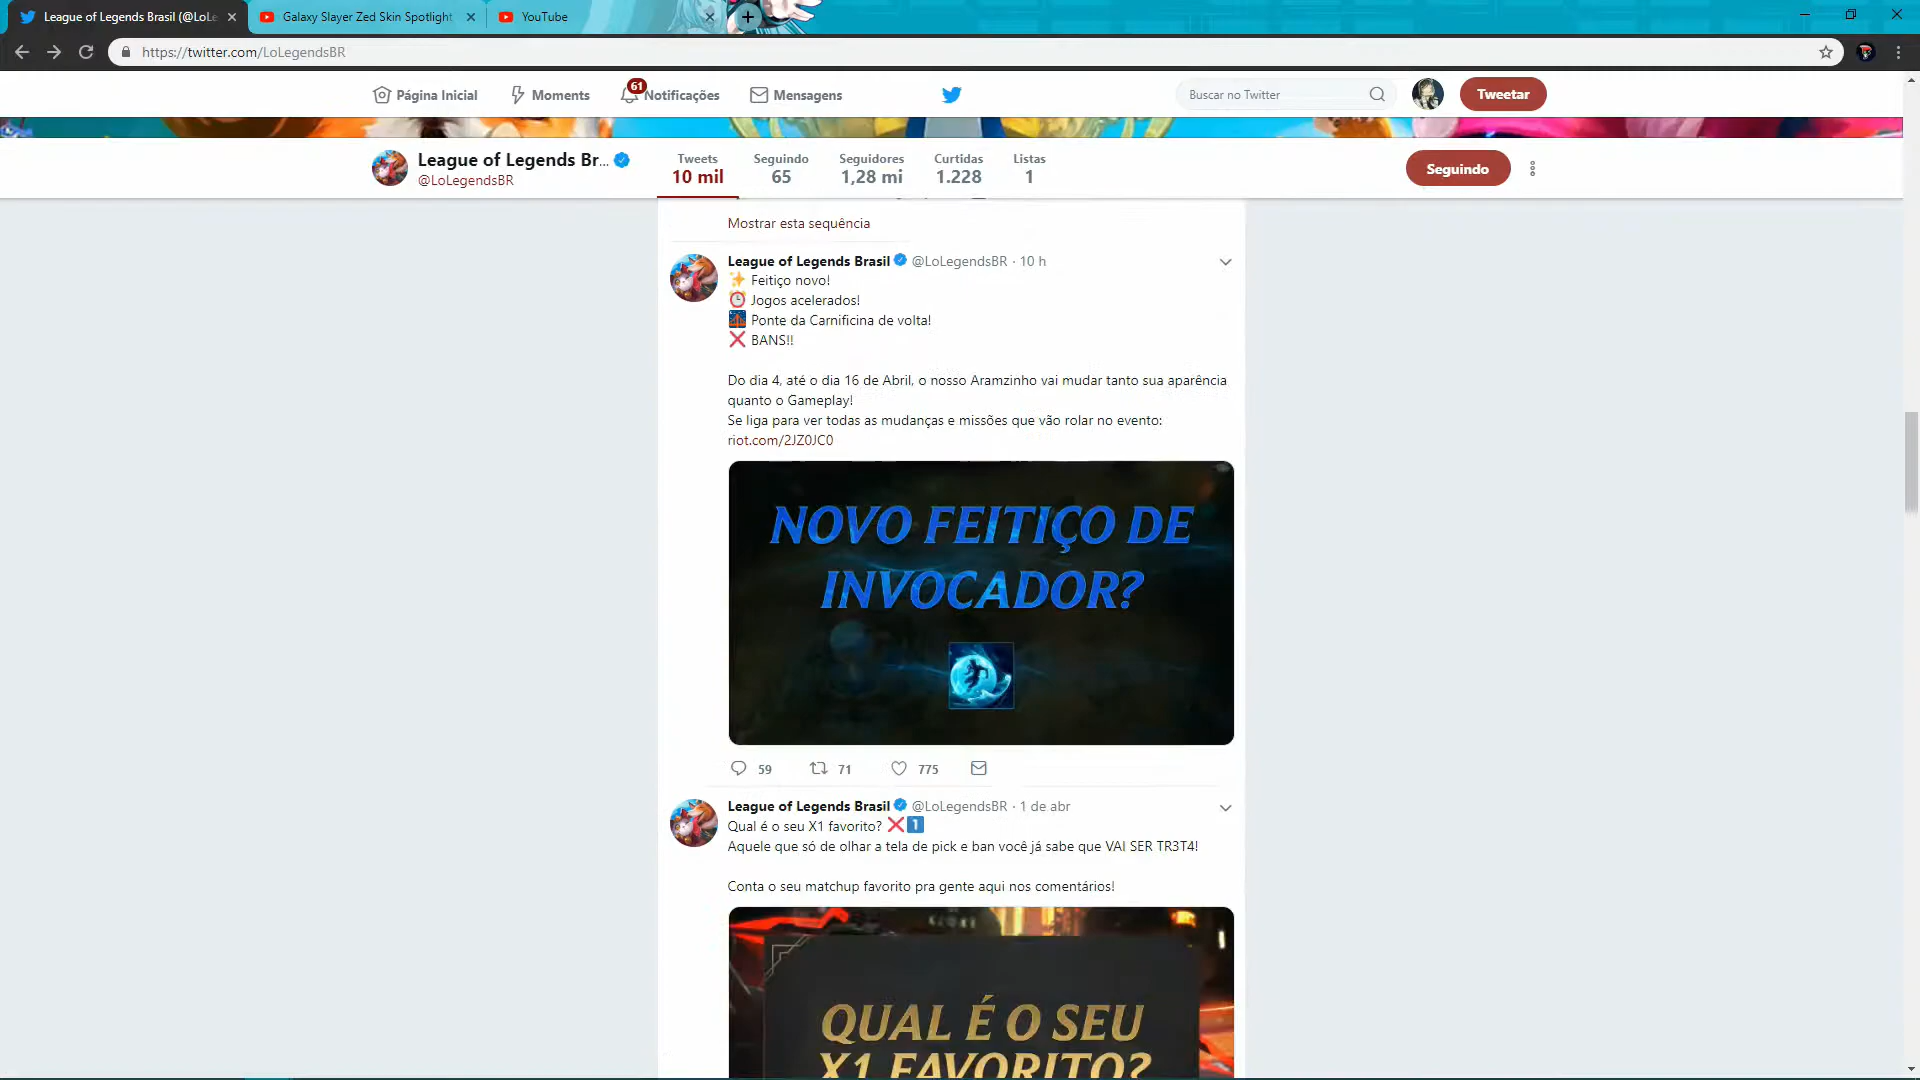 League of Legends Brasil (@LoLe
Galaxy Slayer Zed Skin Spotlight
YouTube
https://twitter.com/LoLegendsBR
Página Inicial
Moments
61
Notificações
Mensagens
Buscar no Twitter
Tweetar
League of Legends Br...
@LoLegendsBR
Tweets
10 mil
Seguindo
65
Seguidores
1,28 mi
Curtidas
1.228
Listas
1
Seguindo
Mostrar esta sequência
League of Legends Brasil @LoLegendsBR · 10 h
✨ Feitiço novo!
⏰ Jogos acelerados!
🌉 Ponte da Carnificina de volta!
❌ BANS!!
Do dia 4, até o dia 16 de Abril, o nosso Aramzinho vai mudar tanto sua aparência
quanto o Gameplay!
Se liga para ver todas as mudanças e missões que vão rolar no evento:
riot.com/2JZ0JC0
NOVO FEITIÇO DE
INVOCADOR?
59 71 775
League of Legends Brasil @LoLegendsBR · 1 de abr
Qual é o seu X1 favorito? ❌1️⃣
Aquele que só de olhar a tela de pick e ban você já sabe que VAI SER TR3T4!
Conta o seu matchup favorito pra gente aqui nos comentários!
QUAL É O SEU
X1 FAVORITO?